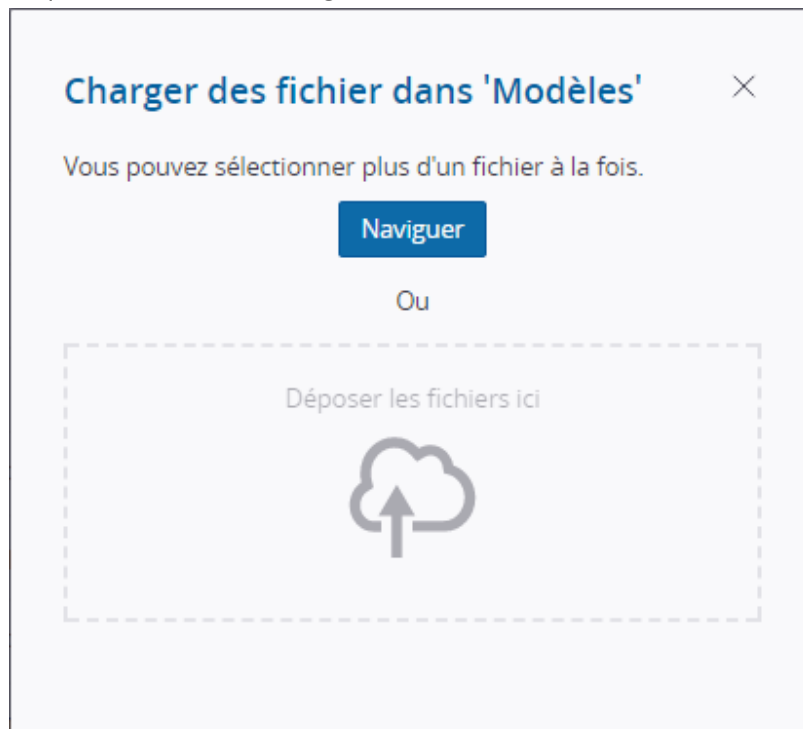 Charger des fichier dans 'Modèles'
Vous pouvez sélectionner plus d'un fichier à la fois.
Naviguer
Ou
Déposer les fichiers ici